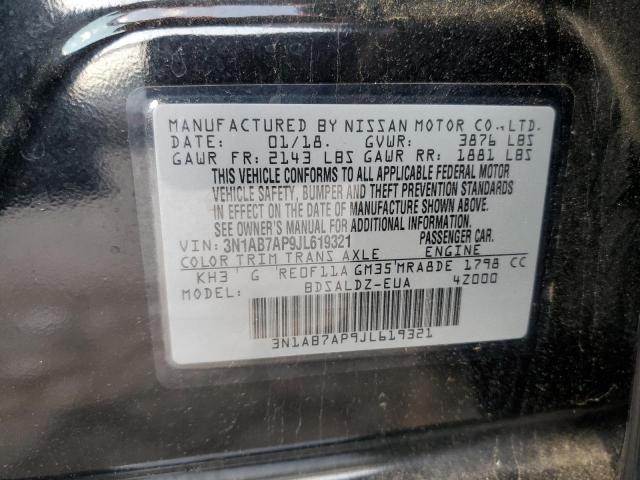 MANUFACTURED BY NISSAN MOTOR CO.,LTD.
DATE: 01/18. GVWR: 3876 LBS
GAWR FR: 2143 LBS GAWR RR: 1881 LBS
THIS VEHICLE CONFORMS TO ALL APPLICABLE FEDERAL MOTOR
VEHICLE SAFETY, BUMPER AND THEFT PREVENTION STANDARDS
IN EFFECT ON THE DATE OF MANUFACTURE SHOWN ABOVE.
SEE OWNER'S MANUAL FOR ADDITIONAL INFORMATION.
VIN: 3N1AB7AP9JL619321 PASSENGER CAR.
COLOR TRIM TRANS AXLE ENGINE
KH3 G RE0F11A GM35 MRA8DE 1798 CC
MODEL: BDSALDZ-EUA 4Z000
3N1AB7AP9JL619321